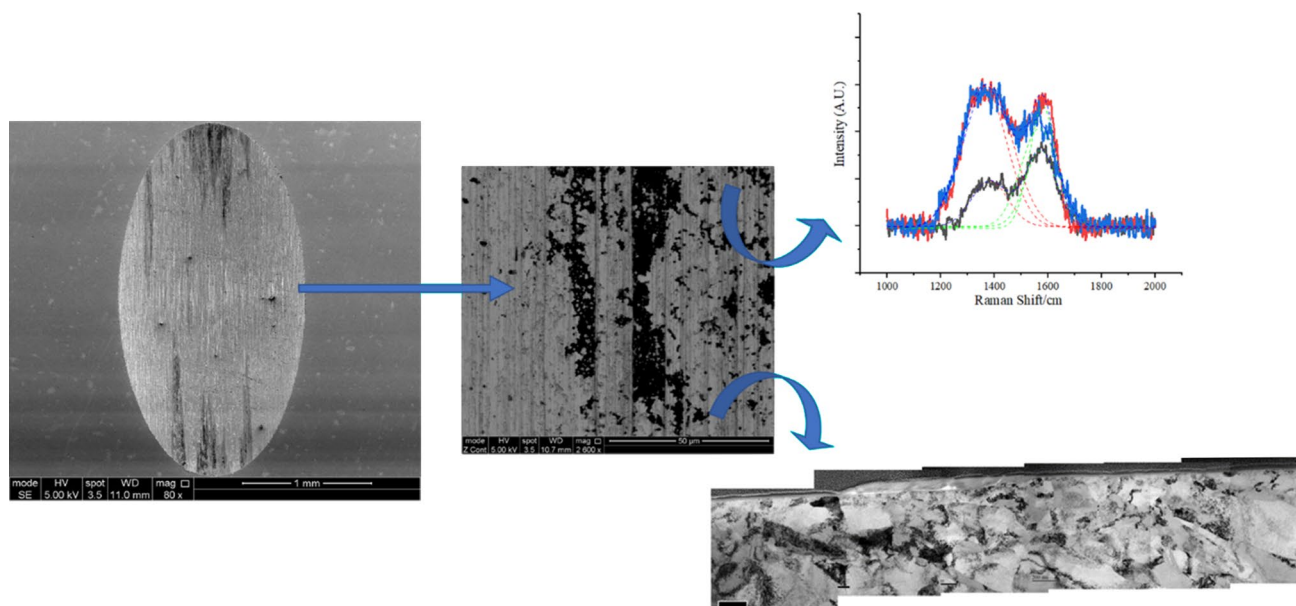 mode HV spot WD mag □
SE 5.00 kV 3.5 11.0 mm 80 x
1 mm
mode HV spot WD mag □
Z Cont 5.00 kV 3.5 10.7 mm 2 600 x
50 µm
Intensity (A.U.)
1000 1200 1400 1600 1800 2000
Raman Shift/cm